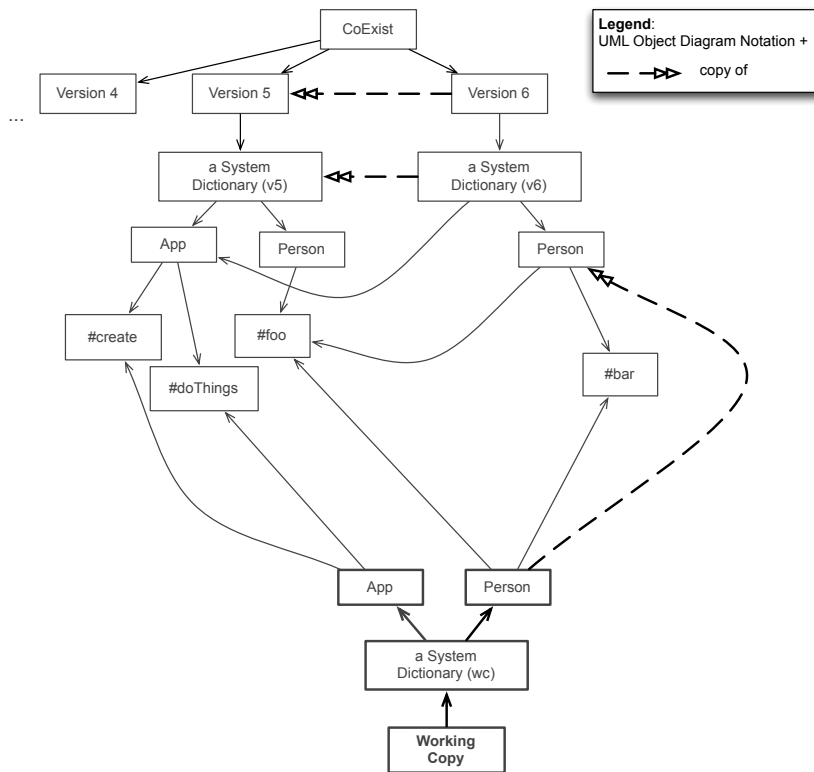 CoExist
Legend:
UML Object Diagram Notation +
copy of
Version 4
Version 5
Version 6
...
a System
Dictionary (v5)
a System
Dictionary (v6)
App
Person
Person
#create
#foo
#doThings
#bar
App
Person
a System
Dictionary (wc)
Working
Copy